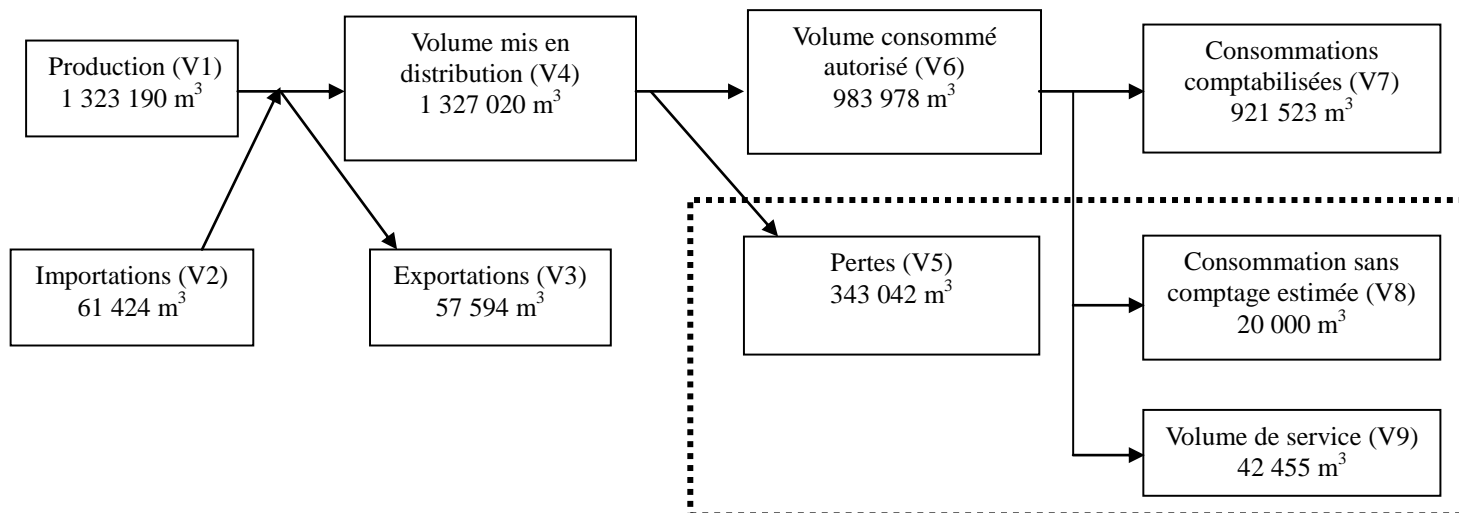 Production (V1)
1 323 190 m³
Volume mis en
distribution (V4)
1 327 020 m³
Volume consommé
autorisé (V6)
983 978 m³
Consommations
comptabilisées (V7)
921 523 m³
Importations (V2)
61 424 m³
Exportations (V3)
57 594 m³
Pertes (V5)
343 042 m³
Consommation sans
comptage estimée (V8)
20 000 m³
Volume de service (V9)
42 455 m³